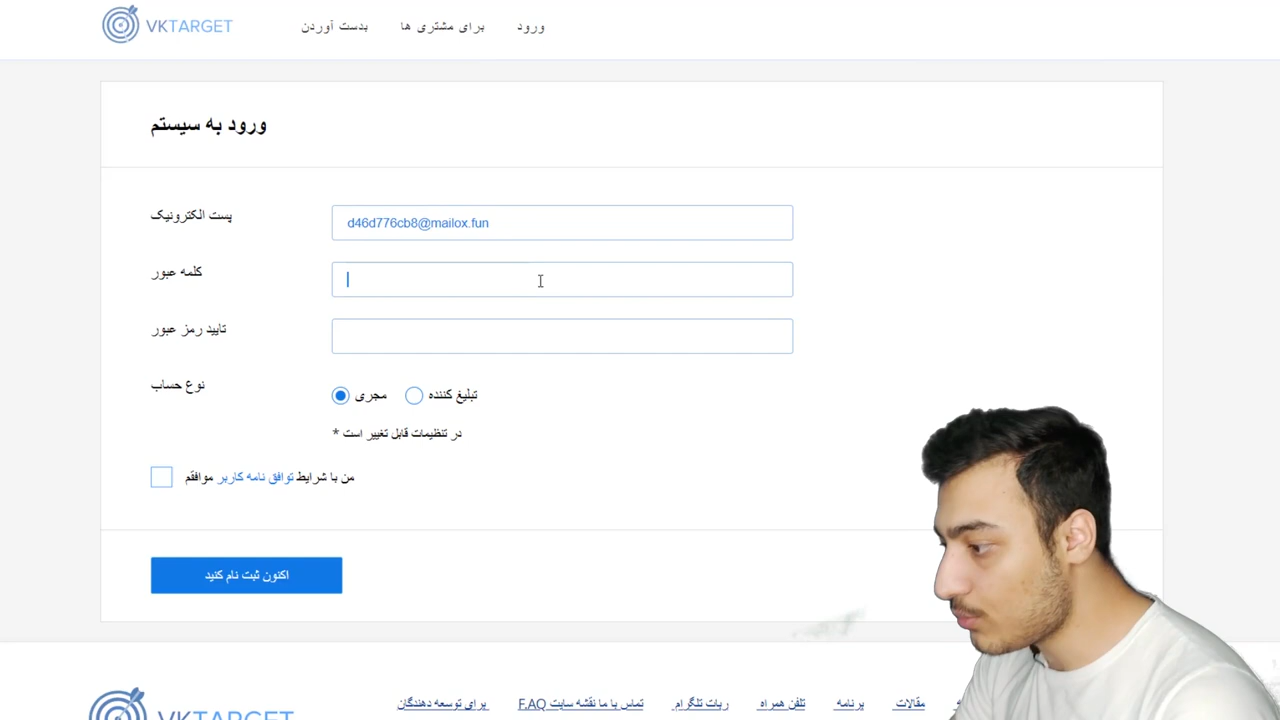 VKTARGET
بدست آوردن
برای مشتری ها
ورود
ورود به سیستم
پست الکترونیک
d46d776cb8@mailox.fun
کلمه عبور
تایید رمز عبور
نوع حساب
مجری
تبلیغ کننده
در تنظیمات قابل تغییر است *
من با شرایط توافق نامه کاربر موافقم
اکنون ثبت نام کنید
VKTARGET
برای توسعه دهندگان
تماس با ما نقشه سایت F.A.Q
ربات تلگرام
تلفن همراه
برنامه
مقالات